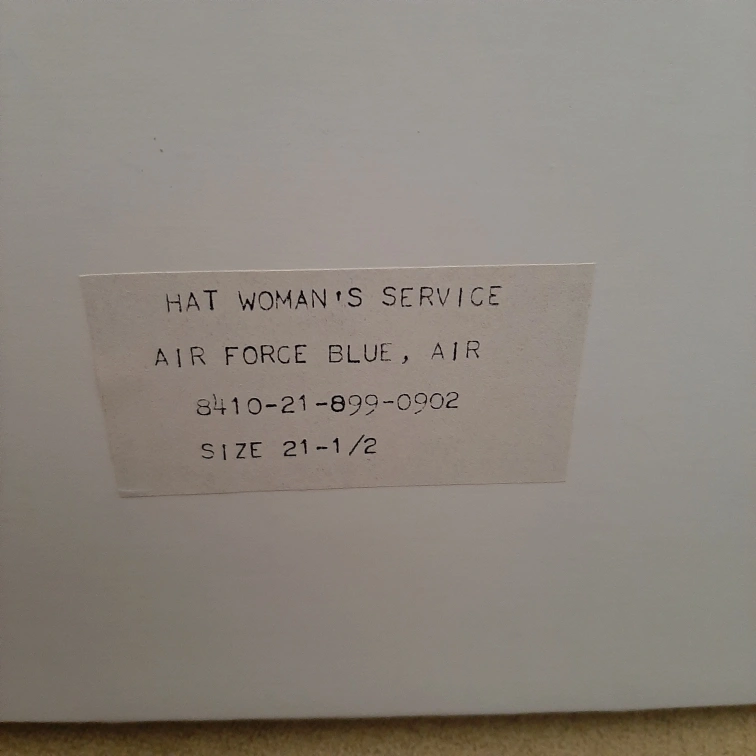 HAT WOMAN'S SERVICE
AIR FORCE BLUE, AIR
8410-21-899-0902
SIZE 21-1/2